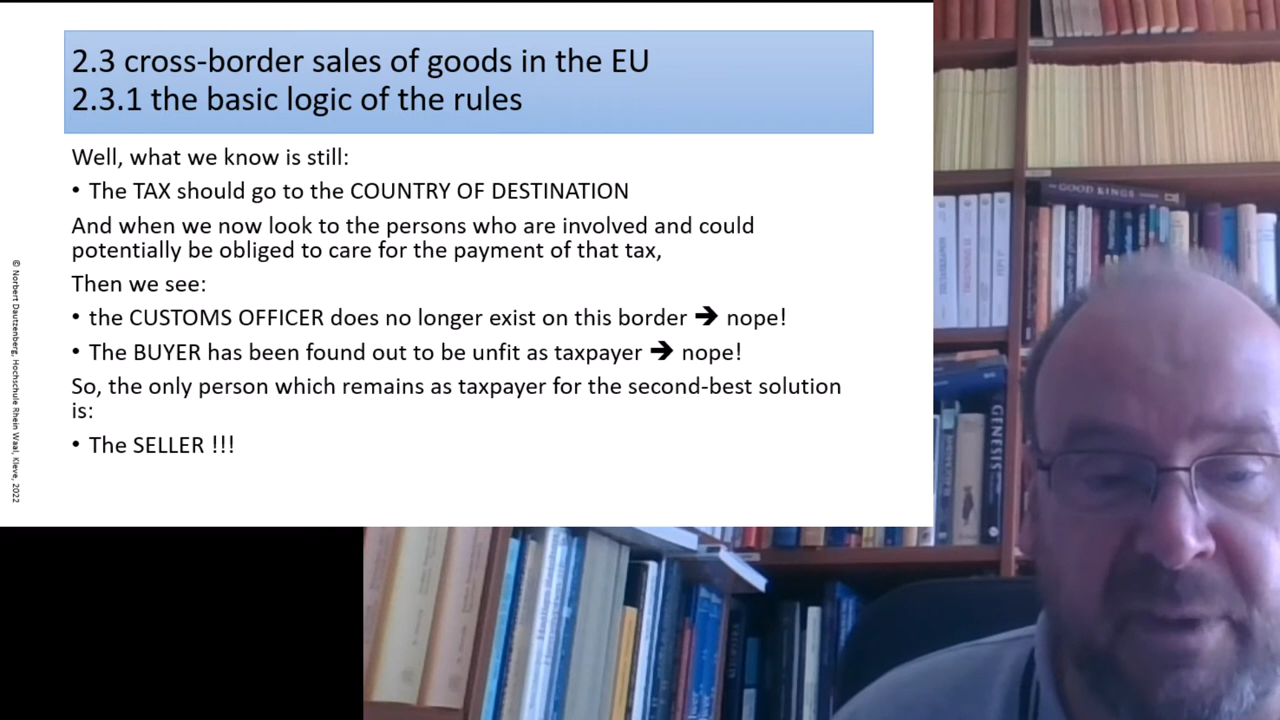 2.3 cross-border sales of goods in the EU
2.3.1 the basic logic of the rules
Well, what we know is still:
• The TAX should go to the COUNTRY OF DESTINATION
And when we now look to the persons who are involved and could
potentially be obliged to care for the payment of that tax,
Then we see:
• the CUSTOMS OFFICER does no longer exist on this border ➔ nope!
• The BUYER has been found out to be unfit as taxpayer ➔ nope!
So, the only person which remains as taxpayer for the second-best solution
is:
• The SELLER !!!
© Norbert Dautzenberg, Hochschule Rhein Waal, Kleve, 2022
GOOD KINGS
GENESIS